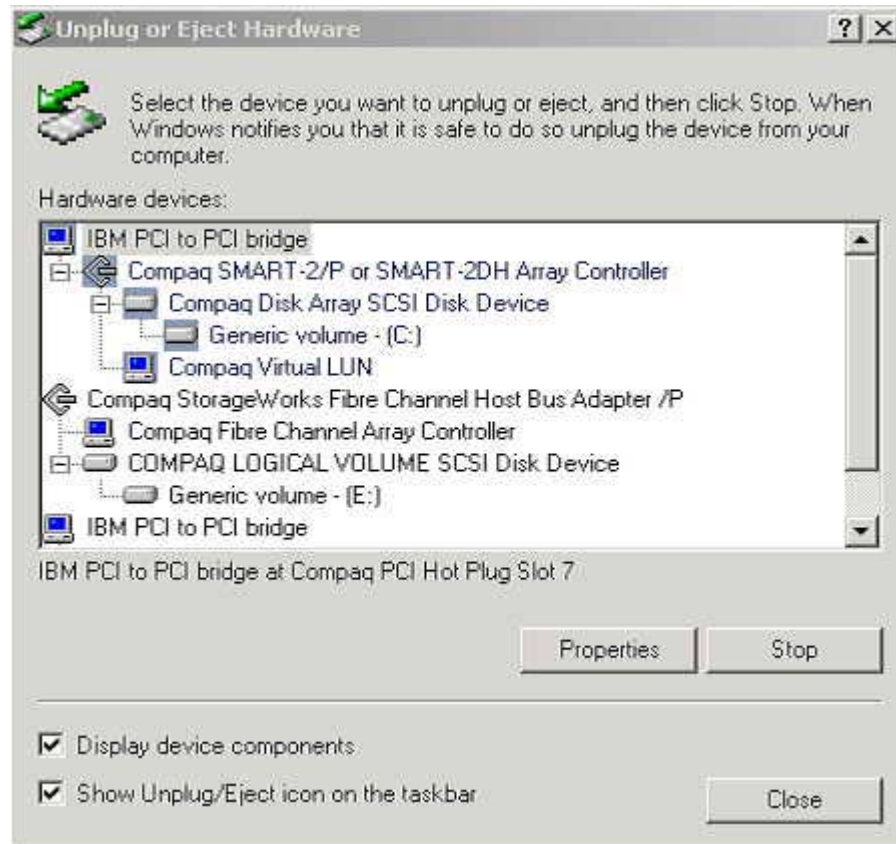 Unplug or Eject Hardware
Select the device you want to unplug or eject, and then click Stop. When
Windows notifies you that it is safe to do so unplug the device from your
computer.
Hardware devices:
IBM PCI to PCI bridge
Compaq SMART-2/P or SMART-2DH Array Controller
Compaq Disk Array SCSI Disk Device
Generic volume - (C:)
Compaq Virtual LUN
Compaq StorageWorks Fibre Channel Host Bus Adapter /P
Compaq Fibre Channel Array Controller
COMPAQ LOGICAL VOLUME SCSI Disk Device
Generic volume - (E:)
IBM PCI to PCI bridge
IBM PCI to PCI bridge at Compaq PCI Hot Plug Slot 7
Properties Stop
Display device components
Show Unplug/Eject icon on the taskbar
Close